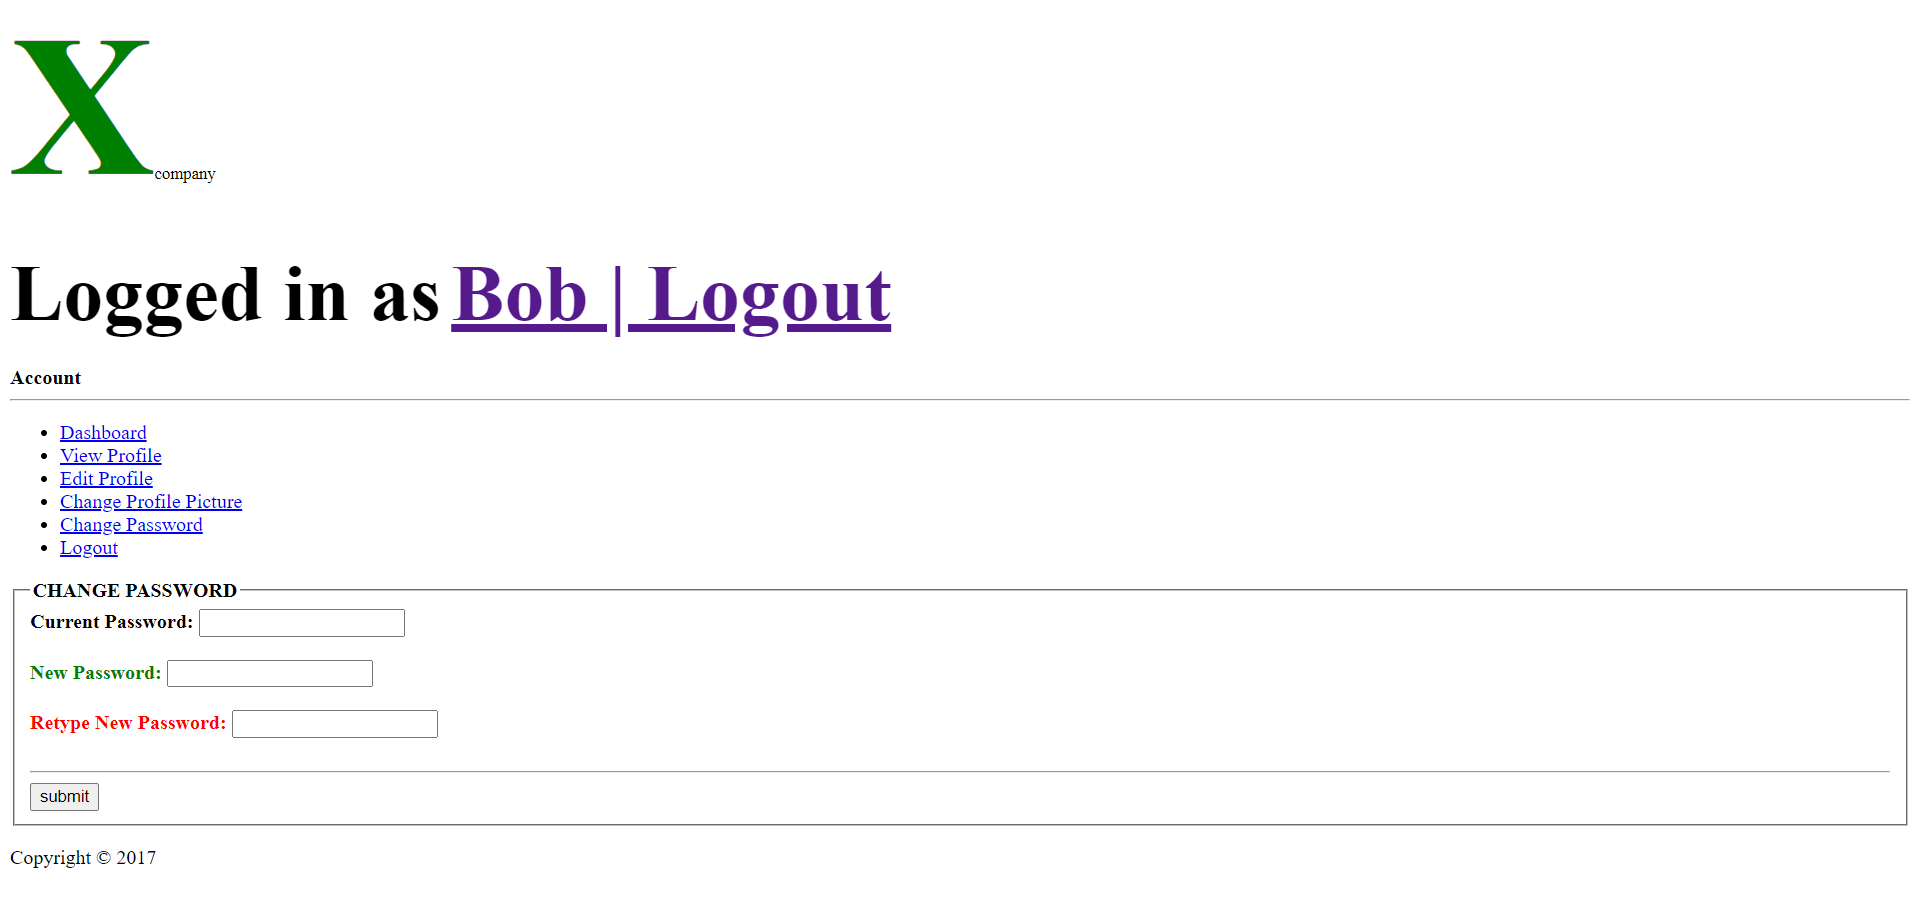 Xcompany
Logged in as Bob | Logout
Account
Dashboard
View Profile
Edit Profile
Change Profile Picture
Change Password
Logout
CHANGE PASSWORD
Current Password:
New Password:
Retype New Password:
submit
Copyright © 2017